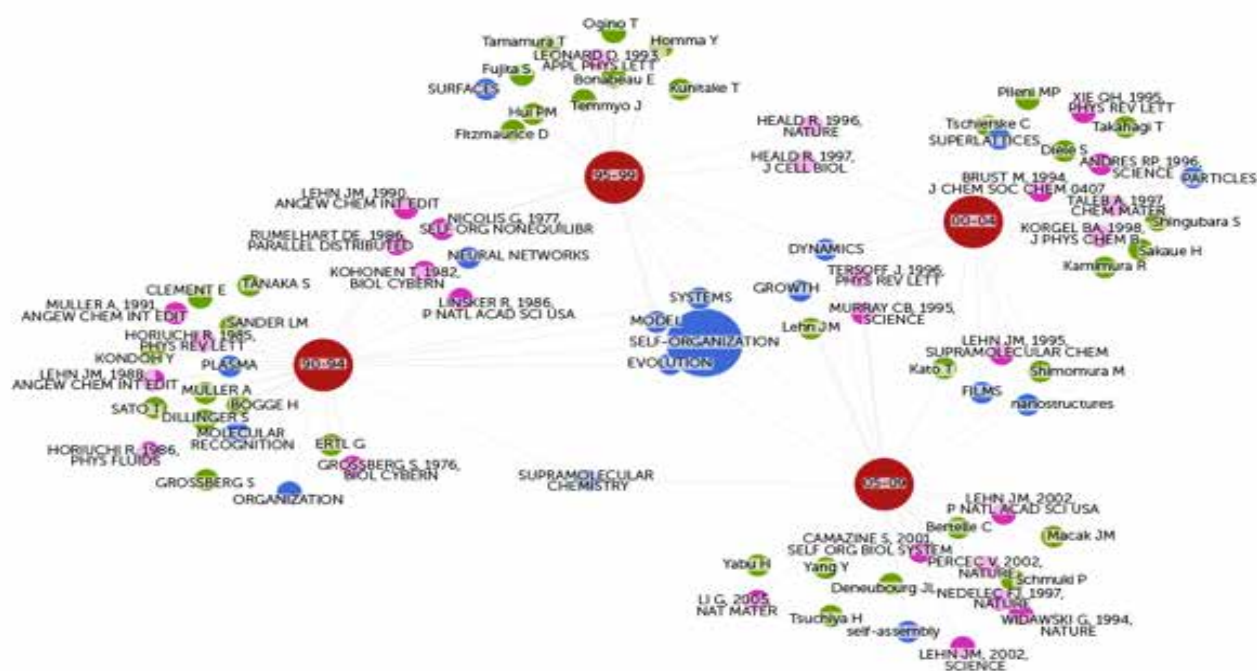 Ogino T
Tamamura T
Homma Y
LEONARD D, 1993,
APPL PHYS LETT
Fujita S
Bonabeau E
Kunitake T
SURFACES
Temmyo J
Hui PM
Fitzmaurice D
95-99
HEALD R, 1996,
NATURE
HEALD R, 1997,
J CELL BIOL
Pileni MP
XIE QH, 1995,
PHYS REV LETT
Tschierske C
Takahagi T
SUPERLATTICES
Diele S
ANDRES RP, 1996,
SCIENCE
PARTICLES
BRUST M, 1994,
J CHEM SOC CHEM 0407
TALEB A, 1997,
CHEM MATER
Shingubara S
KORGEL BA, 1998,
J PHYS CHEM B
Sakaue H
Kamimura R
00-04
LEHN JM, 1990,
ANGEW CHEM INT EDIT
NICOLIS G, 1977,
SELF ORG NONEQUILIBR
RUMELHART DE, 1986,
PARALLEL DISTRIBUTED
NEURAL NETWORKS
KOHONEN T, 1982,
BIOL CYBERN
LINSKER R, 1986,
P NATL ACAD SCI USA
DYNAMICS
TERSOFF J, 1996,
PHYS REV LETT
GROWTH
MURRAY CB, 1995,
SCIENCE
SYSTEMS
MODEL
SELF-ORGANIZATION
Lehn JM
EVOLUTION
TANAKA S
CLEMENT E
MULLER A, 1991,
ANGEW CHEM INT EDIT
SANDER LM
HORIUCHI R, 1985,
PHYS REV LETT
KONDOH Y
PLASMA
90-94
LEHN JM, 1988,
ANGEW CHEM INT EDIT
MULLER A
SATO T
BOGGE H
DILLINGER S
MOLECULAR
RECOGNITION
HORIUCHI R, 1986,
PHYS FLUIDS
ERTL G
GROSSBERG S, 1976,
BIOL CYBERN
GROSSBERG S
ORGANIZATION
LEHN JM, 1995,
SUPRAMOLECULAR CHEM
Kato T
Shimomura M
FILMS
nanostructures
SUPRAMOLECULAR
CHEMISTRY
05-09
LEHN JM, 2002,
P NATL ACAD SCI USA
Bertelle C
Macak JM
CAMAZINE S, 2001,
SELF ORG BIOL SYSTEM
PERCEC V, 2002,
NATURE
Yabu H
Yang Y
Schmuki P
Deneubourg JL
NEDELEC FJ, 1997,
NATURE
LI G, 2005,
NAT MATER
Tsuchiya H
WIDAWSKI G, 1994,
NATURE
self-assembly
LEHN JM, 2002,
SCIENCE